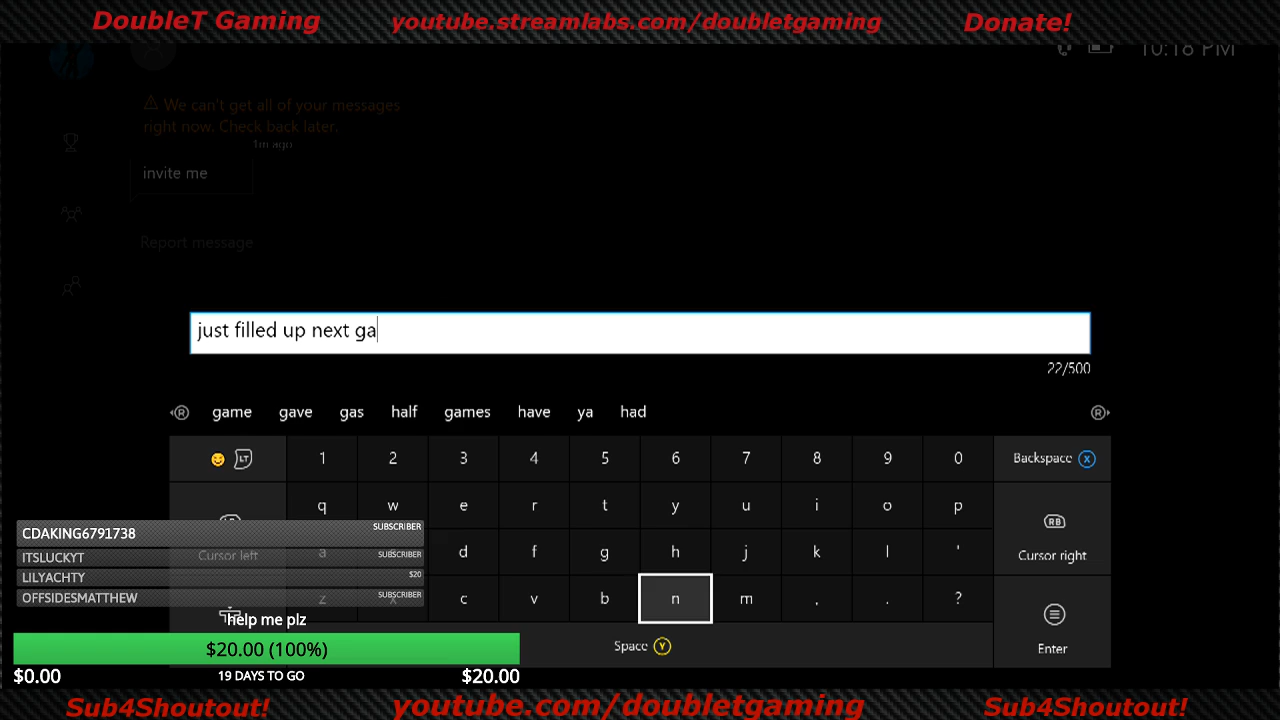 DoubleT Gaming youtube.streamlabs.com/doubletgaming Donate!
10:18 PM
We can't get all of your messages
right now. Check back later.
1m ago
invite me
Report message
just filled up next ga
22/500
R game gave gas half games have ya had R
LT 1 2 3 4 5 6 7 8 9 0 Backspace X
q w e r t y u i o p RB
Cursor left a d f g h j k l ' Cursor right
z x c v b n m , . ? Enter
Space Y
CDAKING6791738 SUBSCRIBER
ITSLUCKYT SUBSCRIBER
LILYACHTY $20
OFFSIDESMATTHEW SUBSCRIBER
help me plz
$20.00 (100%)
$0.00 19 DAYS TO GO $20.00
Sub4Shoutout! youtube.com/doubletgaming Sub4Shoutout!